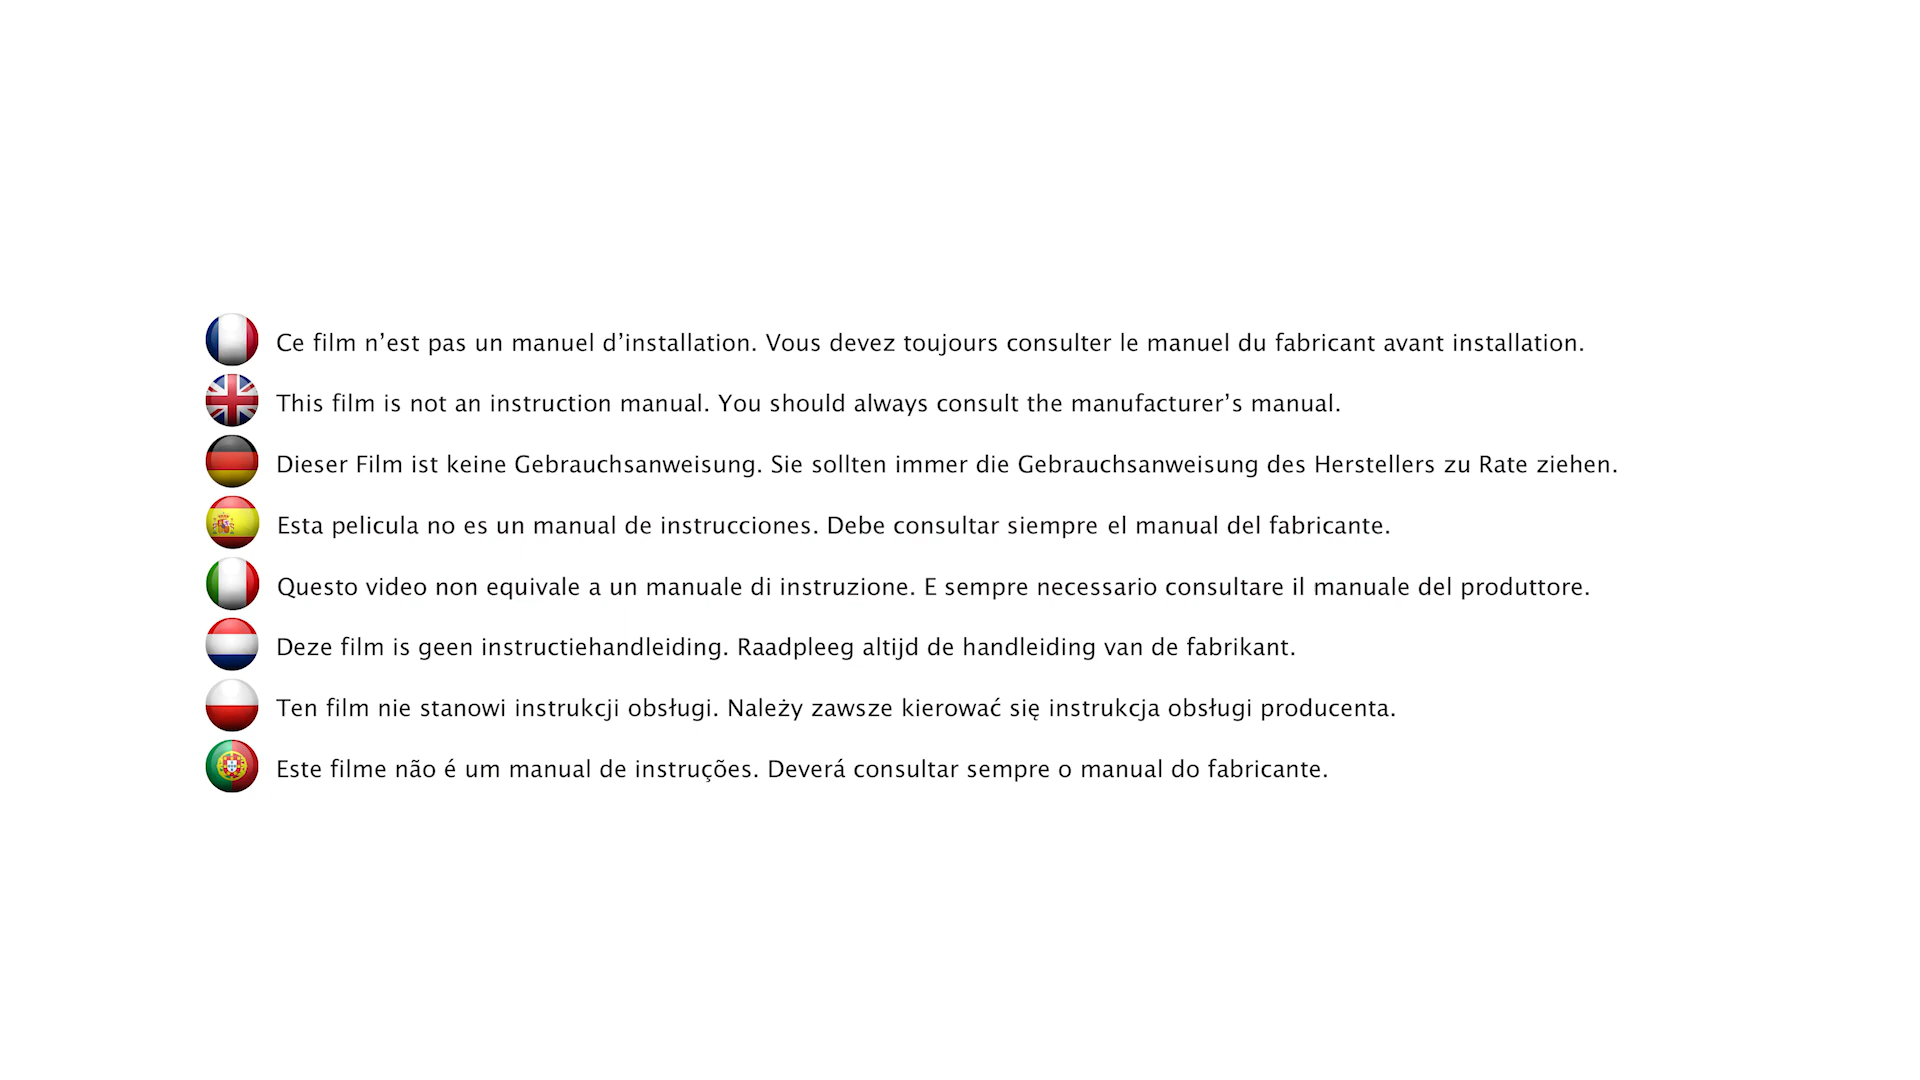 Ce film n’est pas un manuel d’installation. Vous devez toujours consulter le manuel du fabricant avant installation.
This film is not an instruction manual. You should always consult the manufacturer’s manual.
Dieser Film ist keine Gebrauchsanweisung. Sie sollten immer die Gebrauchsanweisung des Herstellers zu Rate ziehen.
Esta pelicula no es un manual de instrucciones. Debe consultar siempre el manual del fabricante.
Questo video non equivale a un manuale di instruzione. E sempre necessario consultare il manuale del produttore.
Deze film is geen instructiehandleiding. Raadpleeg altijd de handleiding van de fabrikant.
Ten film nie stanowi instrukcji obsługi. Należy zawsze kierować się instrukcja obsługi producenta.
Este filme não é um manual de instruções. Deverá consultar sempre o manual do fabricante.